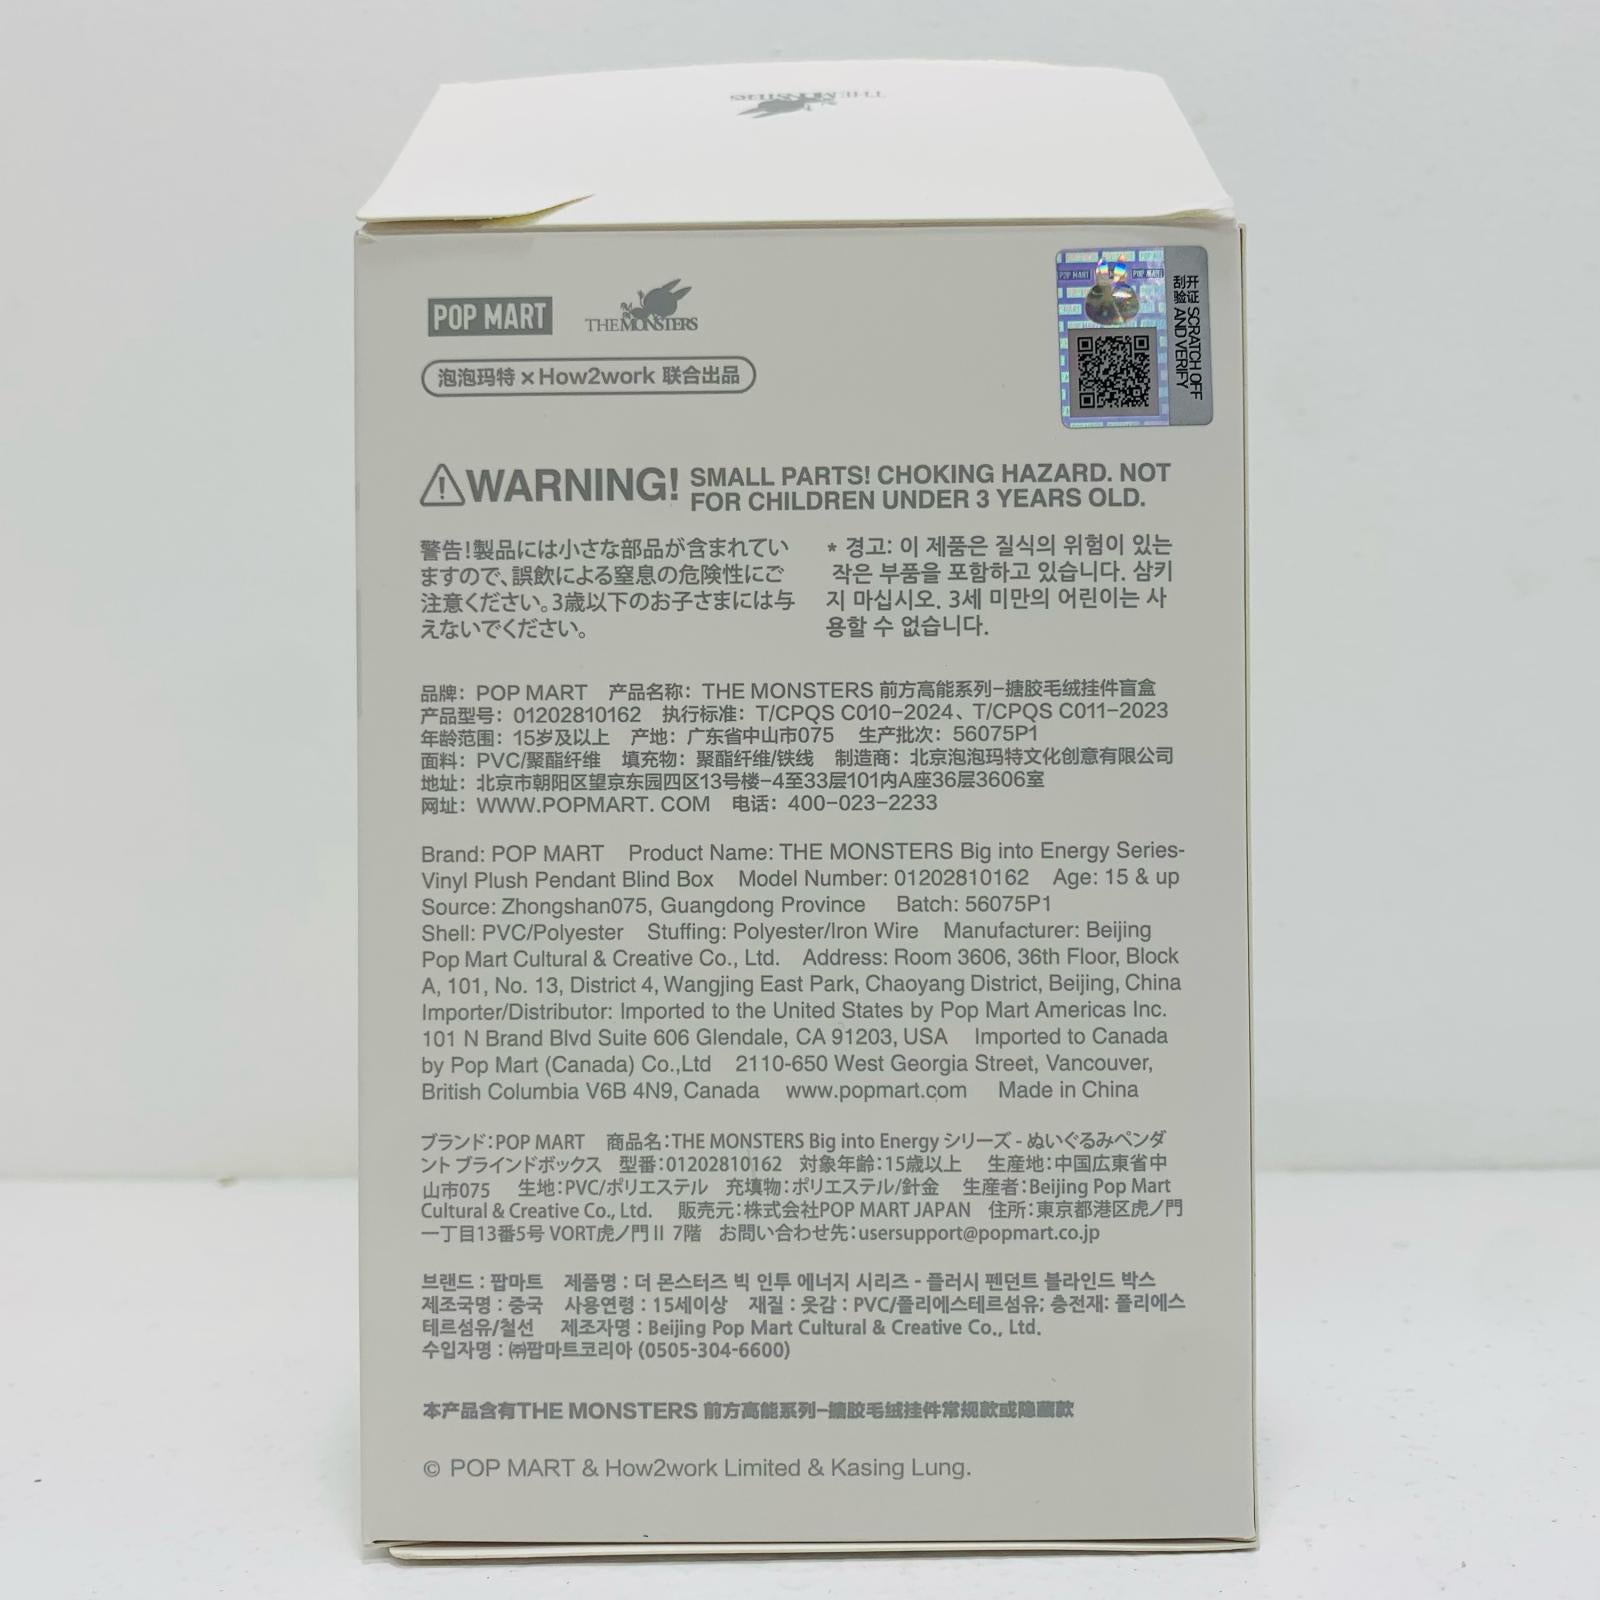 THE MONSTERS
POP MART
THE MONSTERS
泡泡玛特 × How2work 联合出品
POP MART
POP MART
开 证 SCRATCH OFF
刮 验 AND VERIFY
WARNING! SMALL PARTS! CHOKING HAZARD. NOT
FOR CHILDREN UNDER 3 YEARS OLD.
警告!製品には小さな部品が含まれてい
ますので、誤飲による窒息の危険性にご
注意ください。3歳以下のお子さまには与
えないでください。
* 경고: 이 제품은 질식의 위험이 있는
작은 부품을 포함하고 있습니다. 삼키
지 마십시오. 3세 미만의 어린이는 사
용할 수 없습니다.
品牌: POP MART 产品名称: THE MONSTERS 前方高能系列-搪胶毛绒挂件盲盒
产品型号: 01202810162 执行标准: T/CPQS C010-2024、T/CPQS C011-2023
年龄范围: 15岁及以上 产地: 广东省中山市075 生产批次: 56075P1
面料: PVC/聚酯纤维 填充物: 聚酯纤维/铁线 制造商: 北京泡泡玛特文化创意有限公司
地址: 北京市朝阳区望京东园四区13号楼-4至33层101内A座36层3606室
网址: WWW.POPMART. COM 电话: 400-023-2233
Brand: POP MART Product Name: THE MONSTERS Big into Energy Series-
Vinyl Plush Pendant Blind Box Model Number: 01202810162 Age: 15 & up
Source: Zhongshan075, Guangdong Province Batch: 56075P1
Shell: PVC/Polyester Stuffing: Polyester/Iron Wire Manufacturer: Beijing
Pop Mart Cultural & Creative Co., Ltd. Address: Room 3606, 36th Floor, Block
A, 101, No. 13, District 4, Wangjing East Park, Chaoyang District, Beijing, China
Importer/Distributor: Imported to the United States by Pop Mart Americas Inc.
101 N Brand Blvd Suite 606 Glendale, CA 91203, USA Imported to Canada
by Pop Mart (Canada) Co.,Ltd 2110-650 West Georgia Street, Vancouver,
British Columbia V6B 4N9, Canada www.popmart.com Made in China
ブランド:POP MART 商品名:THE MONSTERS Big into Energy シリーズ - ぬいぐるみペンダ
ント ブラインドボックス 型番:01202810162 対象年齢:15歳以上 生産地:中国広東省中
山市075 生地:PVC/ポリエステル 充填物:ポリエステル/針金 生産者:Beijing Pop Mart
Cultural & Creative Co., Ltd. 販売元:株式会社POP MART JAPAN 住所:東京都港区虎ノ門
一丁目13番5号 VORT虎ノ門Ⅱ 7階 お問い合わせ先:usersupport@popmart.co.jp
브랜드 : 팝마트 제품명 : 더 몬스터즈 빅 인투 에너지 시리즈 - 플러시 펜던트 블라인드 박스
제조국명 : 중국 사용연령 : 15세이상 재질 : 옷감 : PVC/폴리에스테르섬유; 충전재: 폴리에스
테르섬유/철선 제조자명 : Beijing Pop Mart Cultural & Creative Co., Ltd.
수입자명 : ㈜팝마트코리아 (0505-304-6600)
本产品含有THE MONSTERS 前方高能系列-搪胶毛绒挂件常规款或隐藏款
© POP MART & How2work Limited & Kasing Lung.